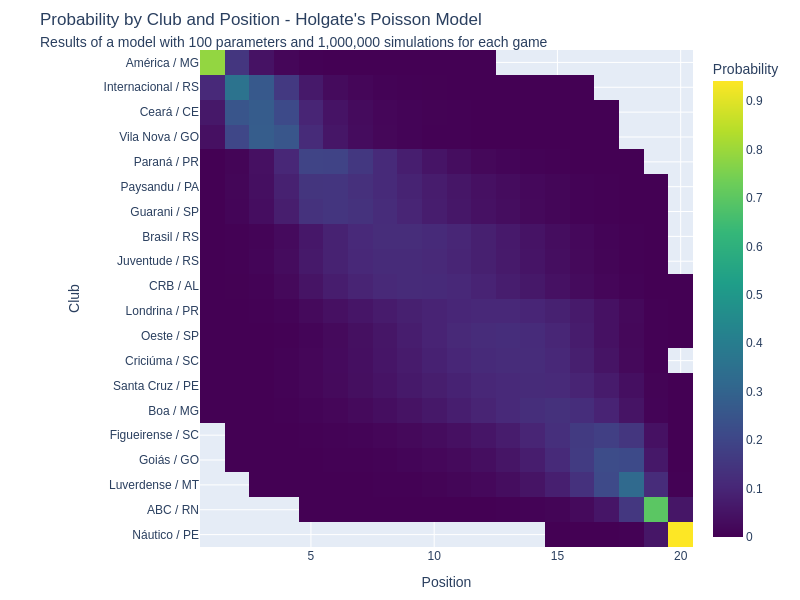 Probability by Club and Position - Holgate's Poisson Model
Results of a model with 100 parameters and 1,000,000 simulations for each game
Probability
América / MG
Internacional / RS
Ceará / CE
Vila Nova / GO
Paraná / PR
Paysandu / PA
Guarani / SP
Brasil / RS
Juventude / RS
CRB / AL
Londrina / PR
Oeste / SP
Criciúma / SC
Santa Cruz / PE
Boa / MG
Figueirense / SC
Goiás / GO
Luverdense / MT
ABC / RN
Náutico / PE
Club
5
10
15
20
Position
0.9
0.8
0.7
0.6
0.5
0.4
0.3
0.2
0.1
0